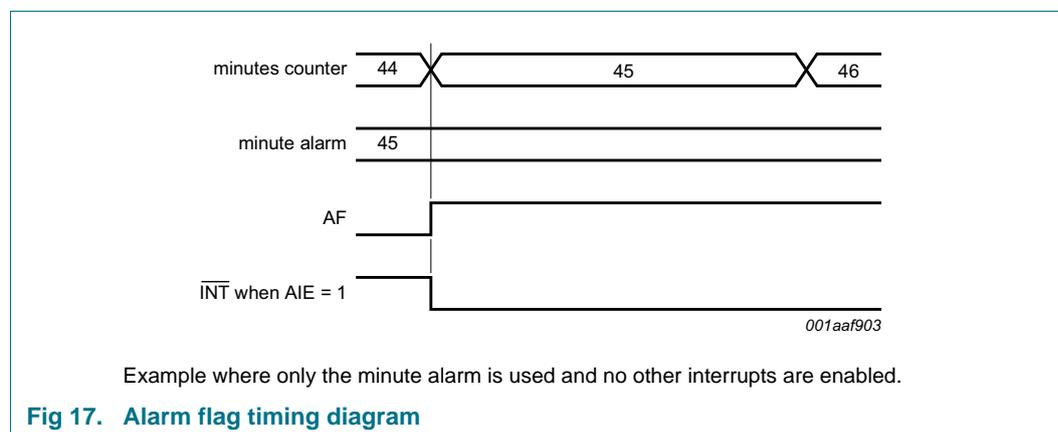 minutes counter 44 45 46
minute alarm 45
AF
INT when AIE = 1
001aaf903
Example where only the minute alarm is used and no other interrupts are enabled.
Fig 17. Alarm flag timing diagram